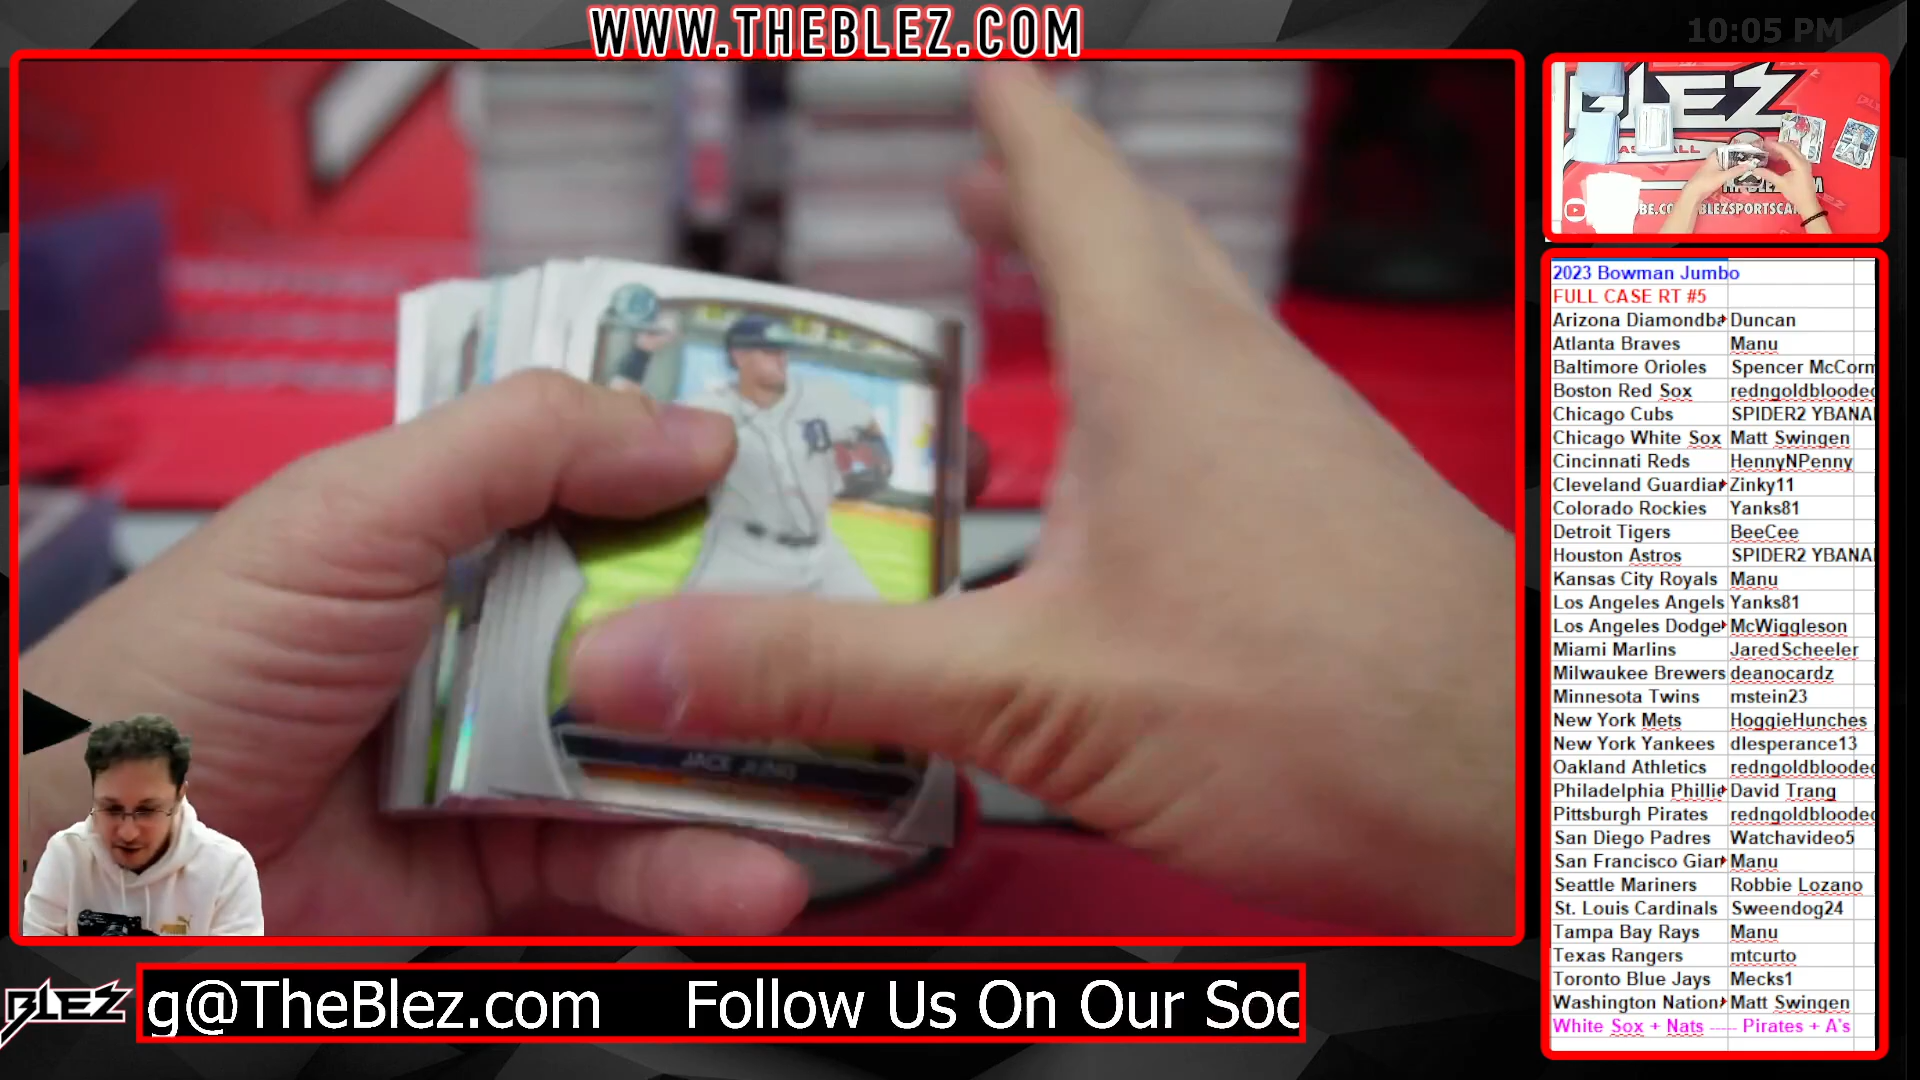 WWW.THEBLEZ.COM
10:05 PM
BLEZ
2023 Bowman Jumbo
FULL CASE RT #5
Arizona Diamondba Duncan
Atlanta Braves Manu
Baltimore Orioles Spencer McCorm
Boston Red Sox redngoldblooded
Chicago Cubs SPIDER2 YBANA
Chicago White Sox Matt Swingen
Cincinnati Reds HennyNPenny
Cleveland Guardian Zinky11
Colorado Rockies Yanks81
Detroit Tigers BeeCee
Houston Astros SPIDER2 YBANA
Kansas City Royals Manu
Los Angeles Angels Yanks81
Los Angeles Dodge McWiggleson
Miami Marlins JaredScheeler
Milwaukee Brewers deanocardz
Minnesota Twins mstein23
New York Mets HoggieHunches
New York Yankees dlesperance13
Oakland Athletics redngoldblooded
Philadelphia Phillie David Trang
Pittsburgh Pirates redngoldblooded
San Diego Padres Watchavideo5
San Francisco Gian Manu
Seattle Mariners Robbie Lozano
St. Louis Cardinals Sweendog24
Tampa Bay Rays Manu
Texas Rangers mtcurto
Toronto Blue Jays Mecks1
Washington Nation Matt Swingen
White Sox + Nats ----- Pirates + A's
JACE JUNG
D
BLEZ
g@TheBlez.com Follow Us On Our Soc